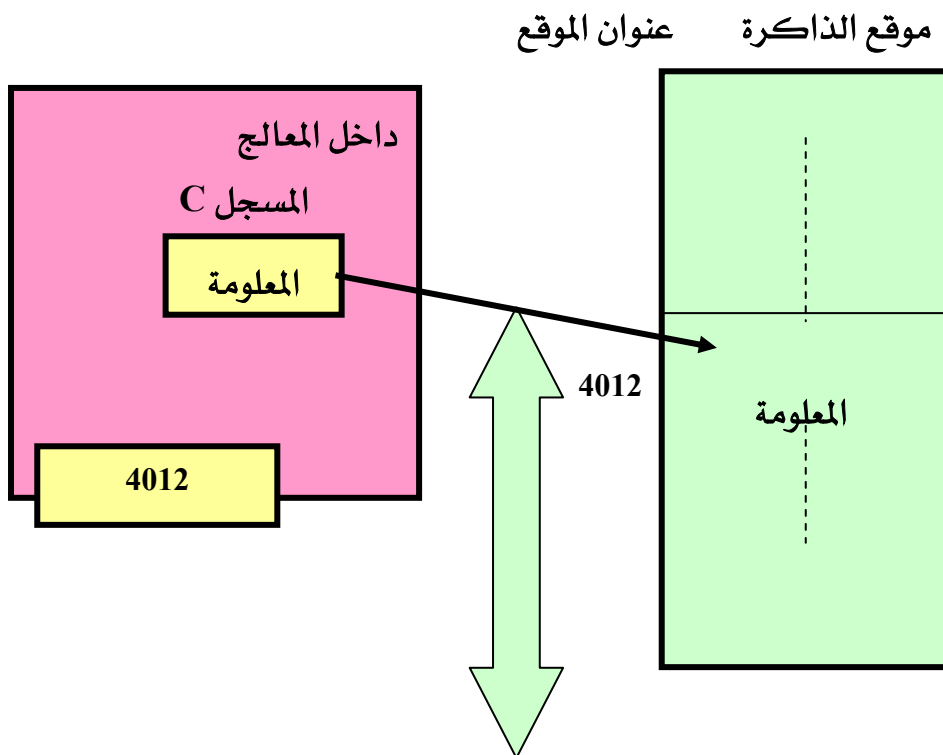 موقع الذاكرة عنوان الموقع
داخل المعالج
المسجل C
المعلومة
4012
المعلومة
4012